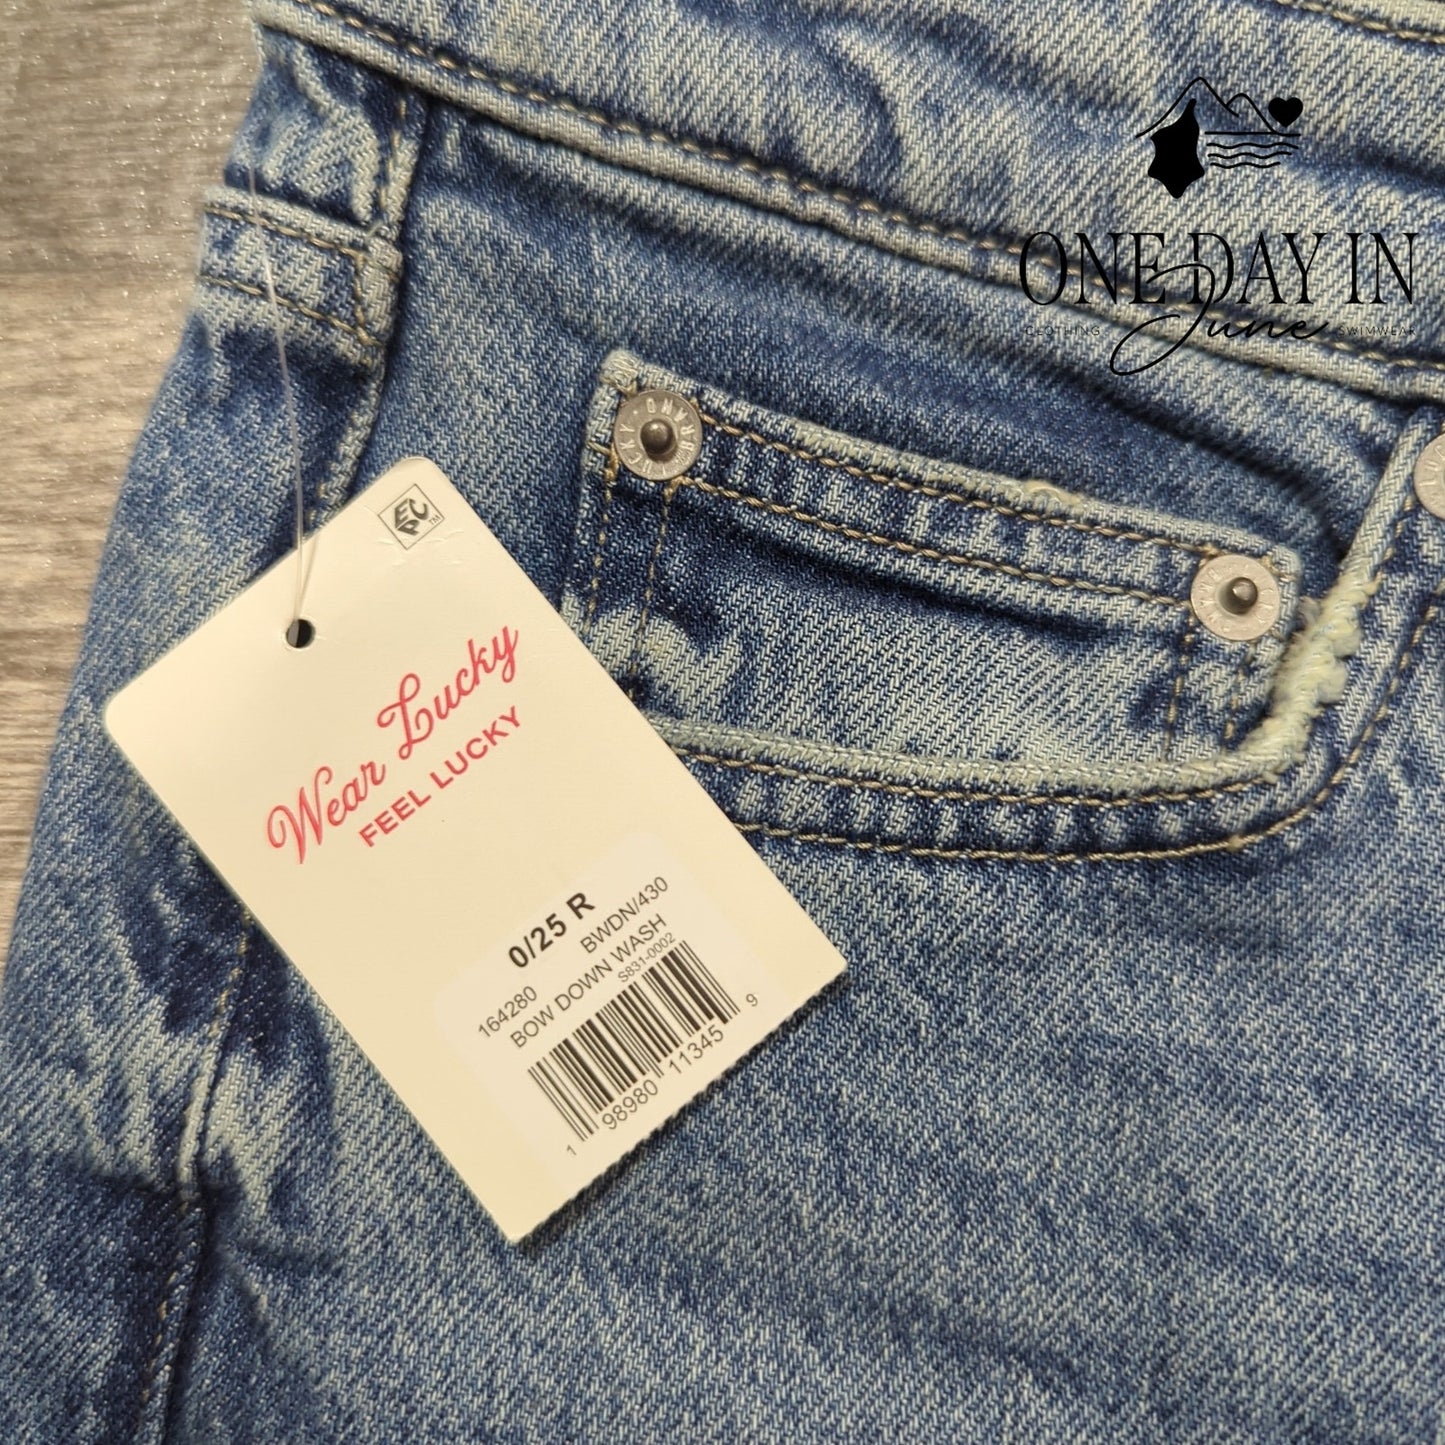 ONE DAY IN
June
CLOTHING SWIMWEAR
EPC™
Wear Lucky
FEEL LUCKY
0/25 R
164280 BWDN/430
BOW DOWN WASH
S831-0002
1 98980 11345 9